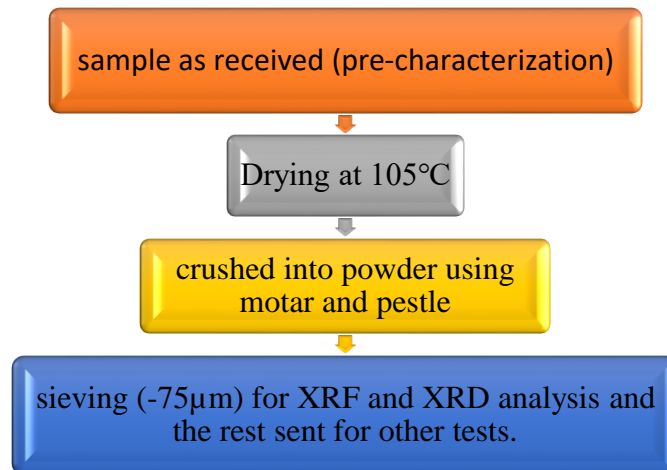 sample as received (pre-characterization)
Drying at 105℃
crushed into powder using
motar and pestle
sieving (-75µm) for XRF and XRD analysis and
the rest sent for other tests.